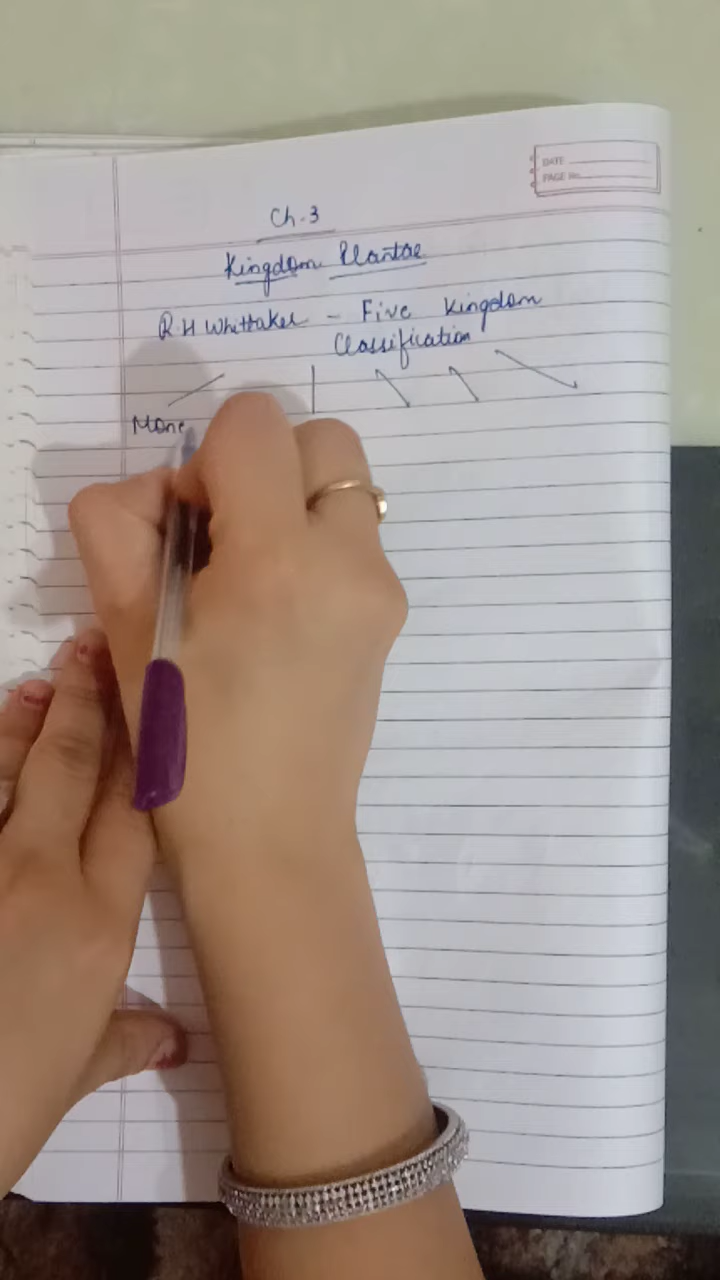 DATE
PAGE No.
Ch.3
Kingdom Plantae
R.H Whittaker - Five Kingdom
Classification
Mone